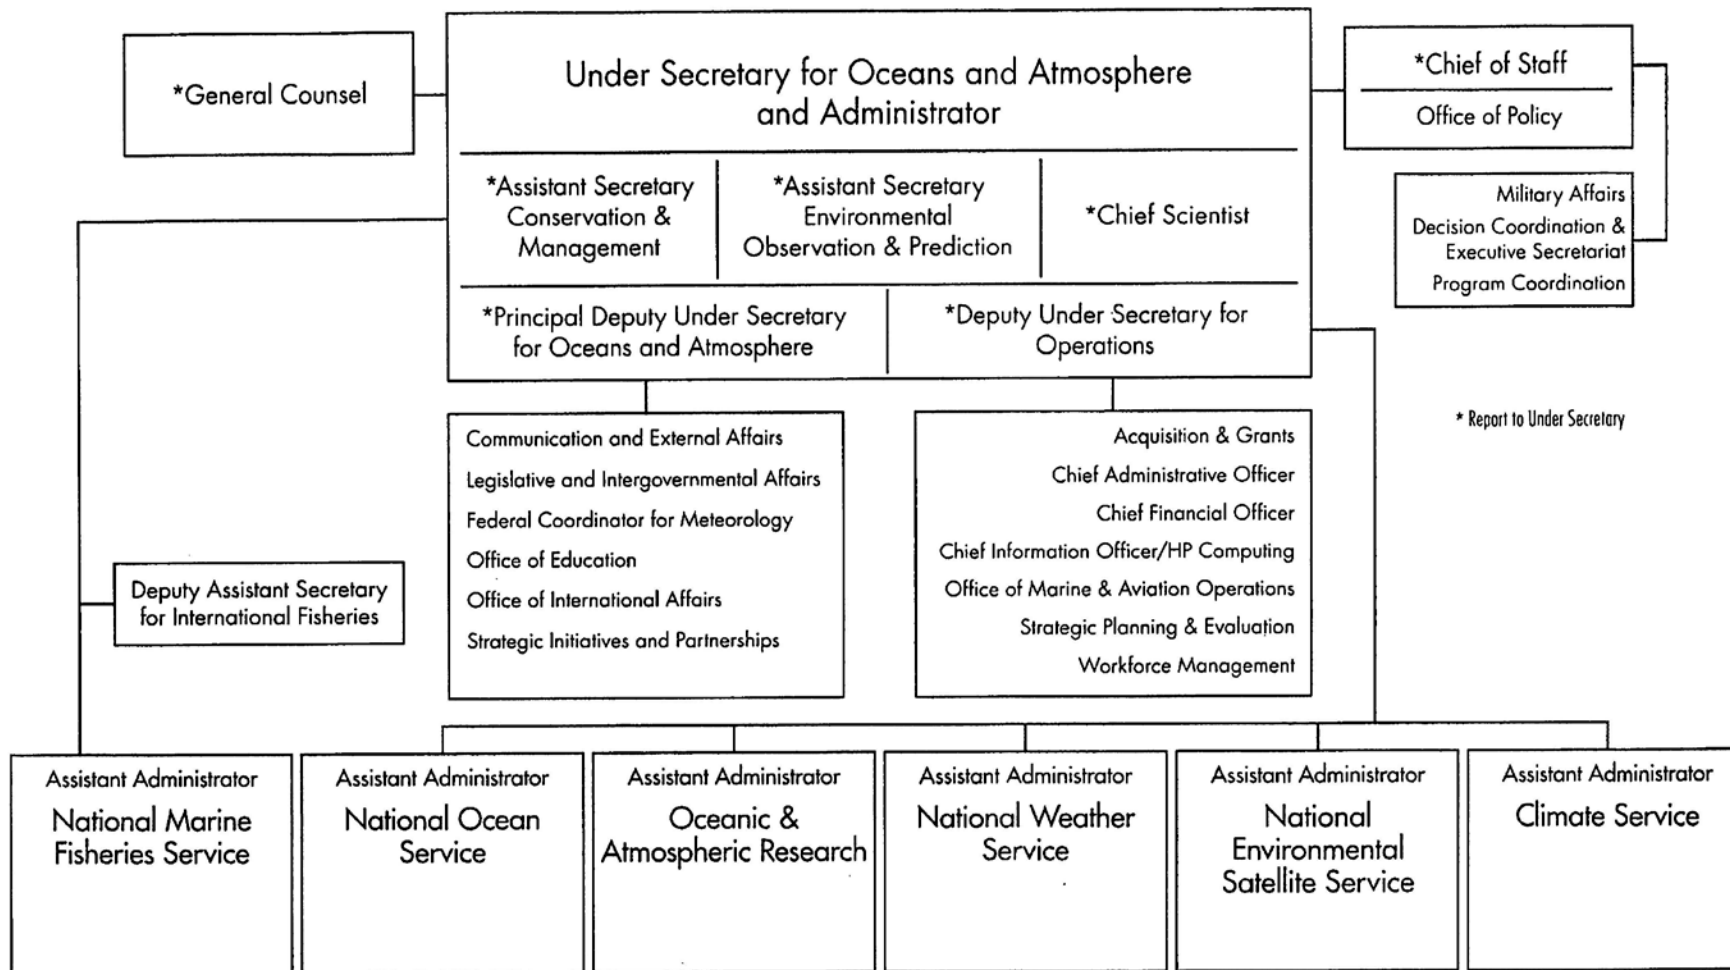 *General Counsel
Under Secretary for Oceans and Atmosphere
and Administrator
*Chief of Staff
Office of Policy
*Assistant Secretary
Conservation &
Management
*Assistant Secretary
Environmental
Observation & Prediction
*Chief Scientist
Military Affairs
Decision Coordination &
Executive Secretariat
Program Coordination
*Principal Deputy Under Secretary
for Oceans and Atmosphere
*Deputy Under Secretary for
Operations
* Report to Under Secretary
Communication and External Affairs
Legislative and Intergovernmental Affairs
Federal Coordinator for Meteorology
Office of Education
Office of International Affairs
Strategic Initiatives and Partnerships
Acquisition & Grants
Chief Administrative Officer
Chief Financial Officer
Chief Information Officer/HP Computing
Office of Marine & Aviation Operations
Strategic Planning & Evaluation
Workforce Management
Deputy Assistant Secretary
for International Fisheries
Assistant Administrator
National Marine
Fisheries Service
Assistant Administrator
National Ocean
Service
Assistant Administrator
Oceanic &
Atmospheric Research
Assistant Administrator
National Weather
Service
Assistant Administrator
National
Environmental
Satellite Service
Assistant Administrator
Climate Service